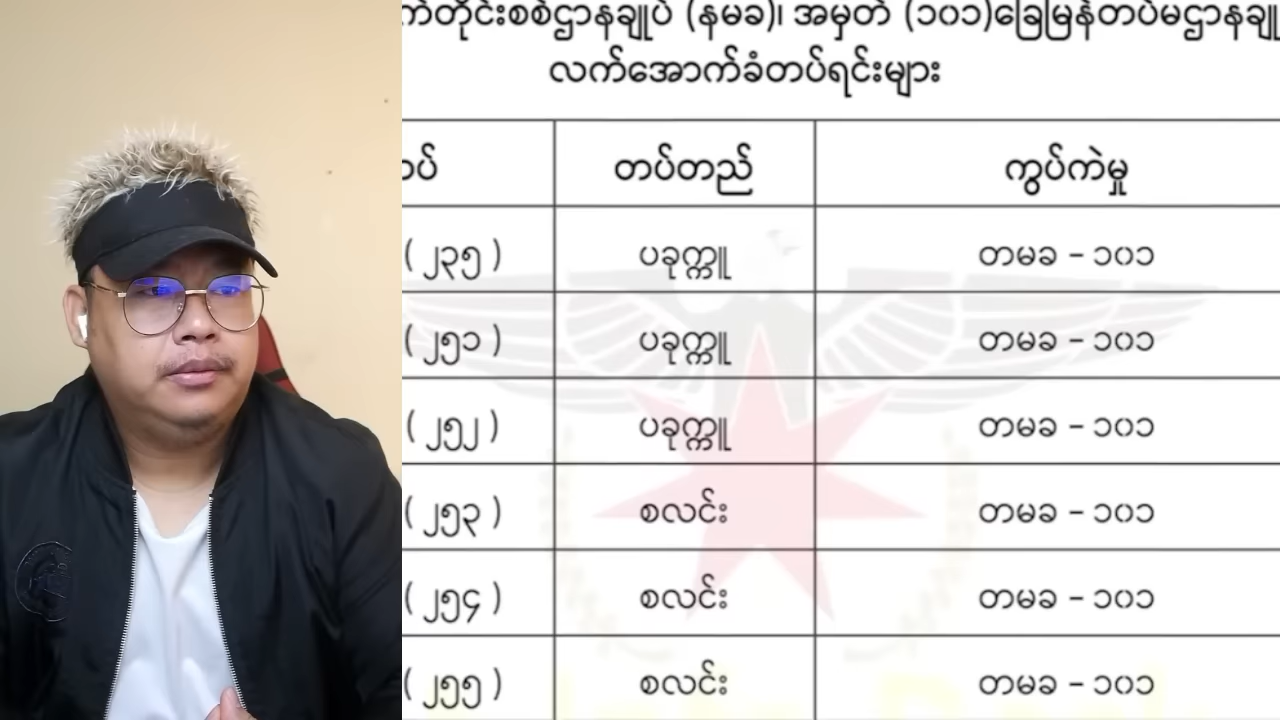 ကတိုင်းစစ်ဌာနချုပ် (နမခ)၊ အမှတ် (၁၀၁)ခြေမြန်တပ်မဌာနချု
လက်အောက်ခံတပ်ရင်းများ
တပ်တည် ကွပ်ကဲမှု
( ၂၃၅ ) ပခုက္ကူ တမခ – ၁၀၁
( ၂၅၁ ) ပခုက္ကူ တမခ – ၁၀၁
( ၂၅၂ ) ပခုက္ကူ တမခ – ၁၀၁
( ၂၅၃ ) စလင်း တမခ – ၁၀၁
( ၂၅၄ ) စလင်း တမခ – ၁၀၁
( ၂၅၅ ) စလင်း တမခ – ၁၀၁